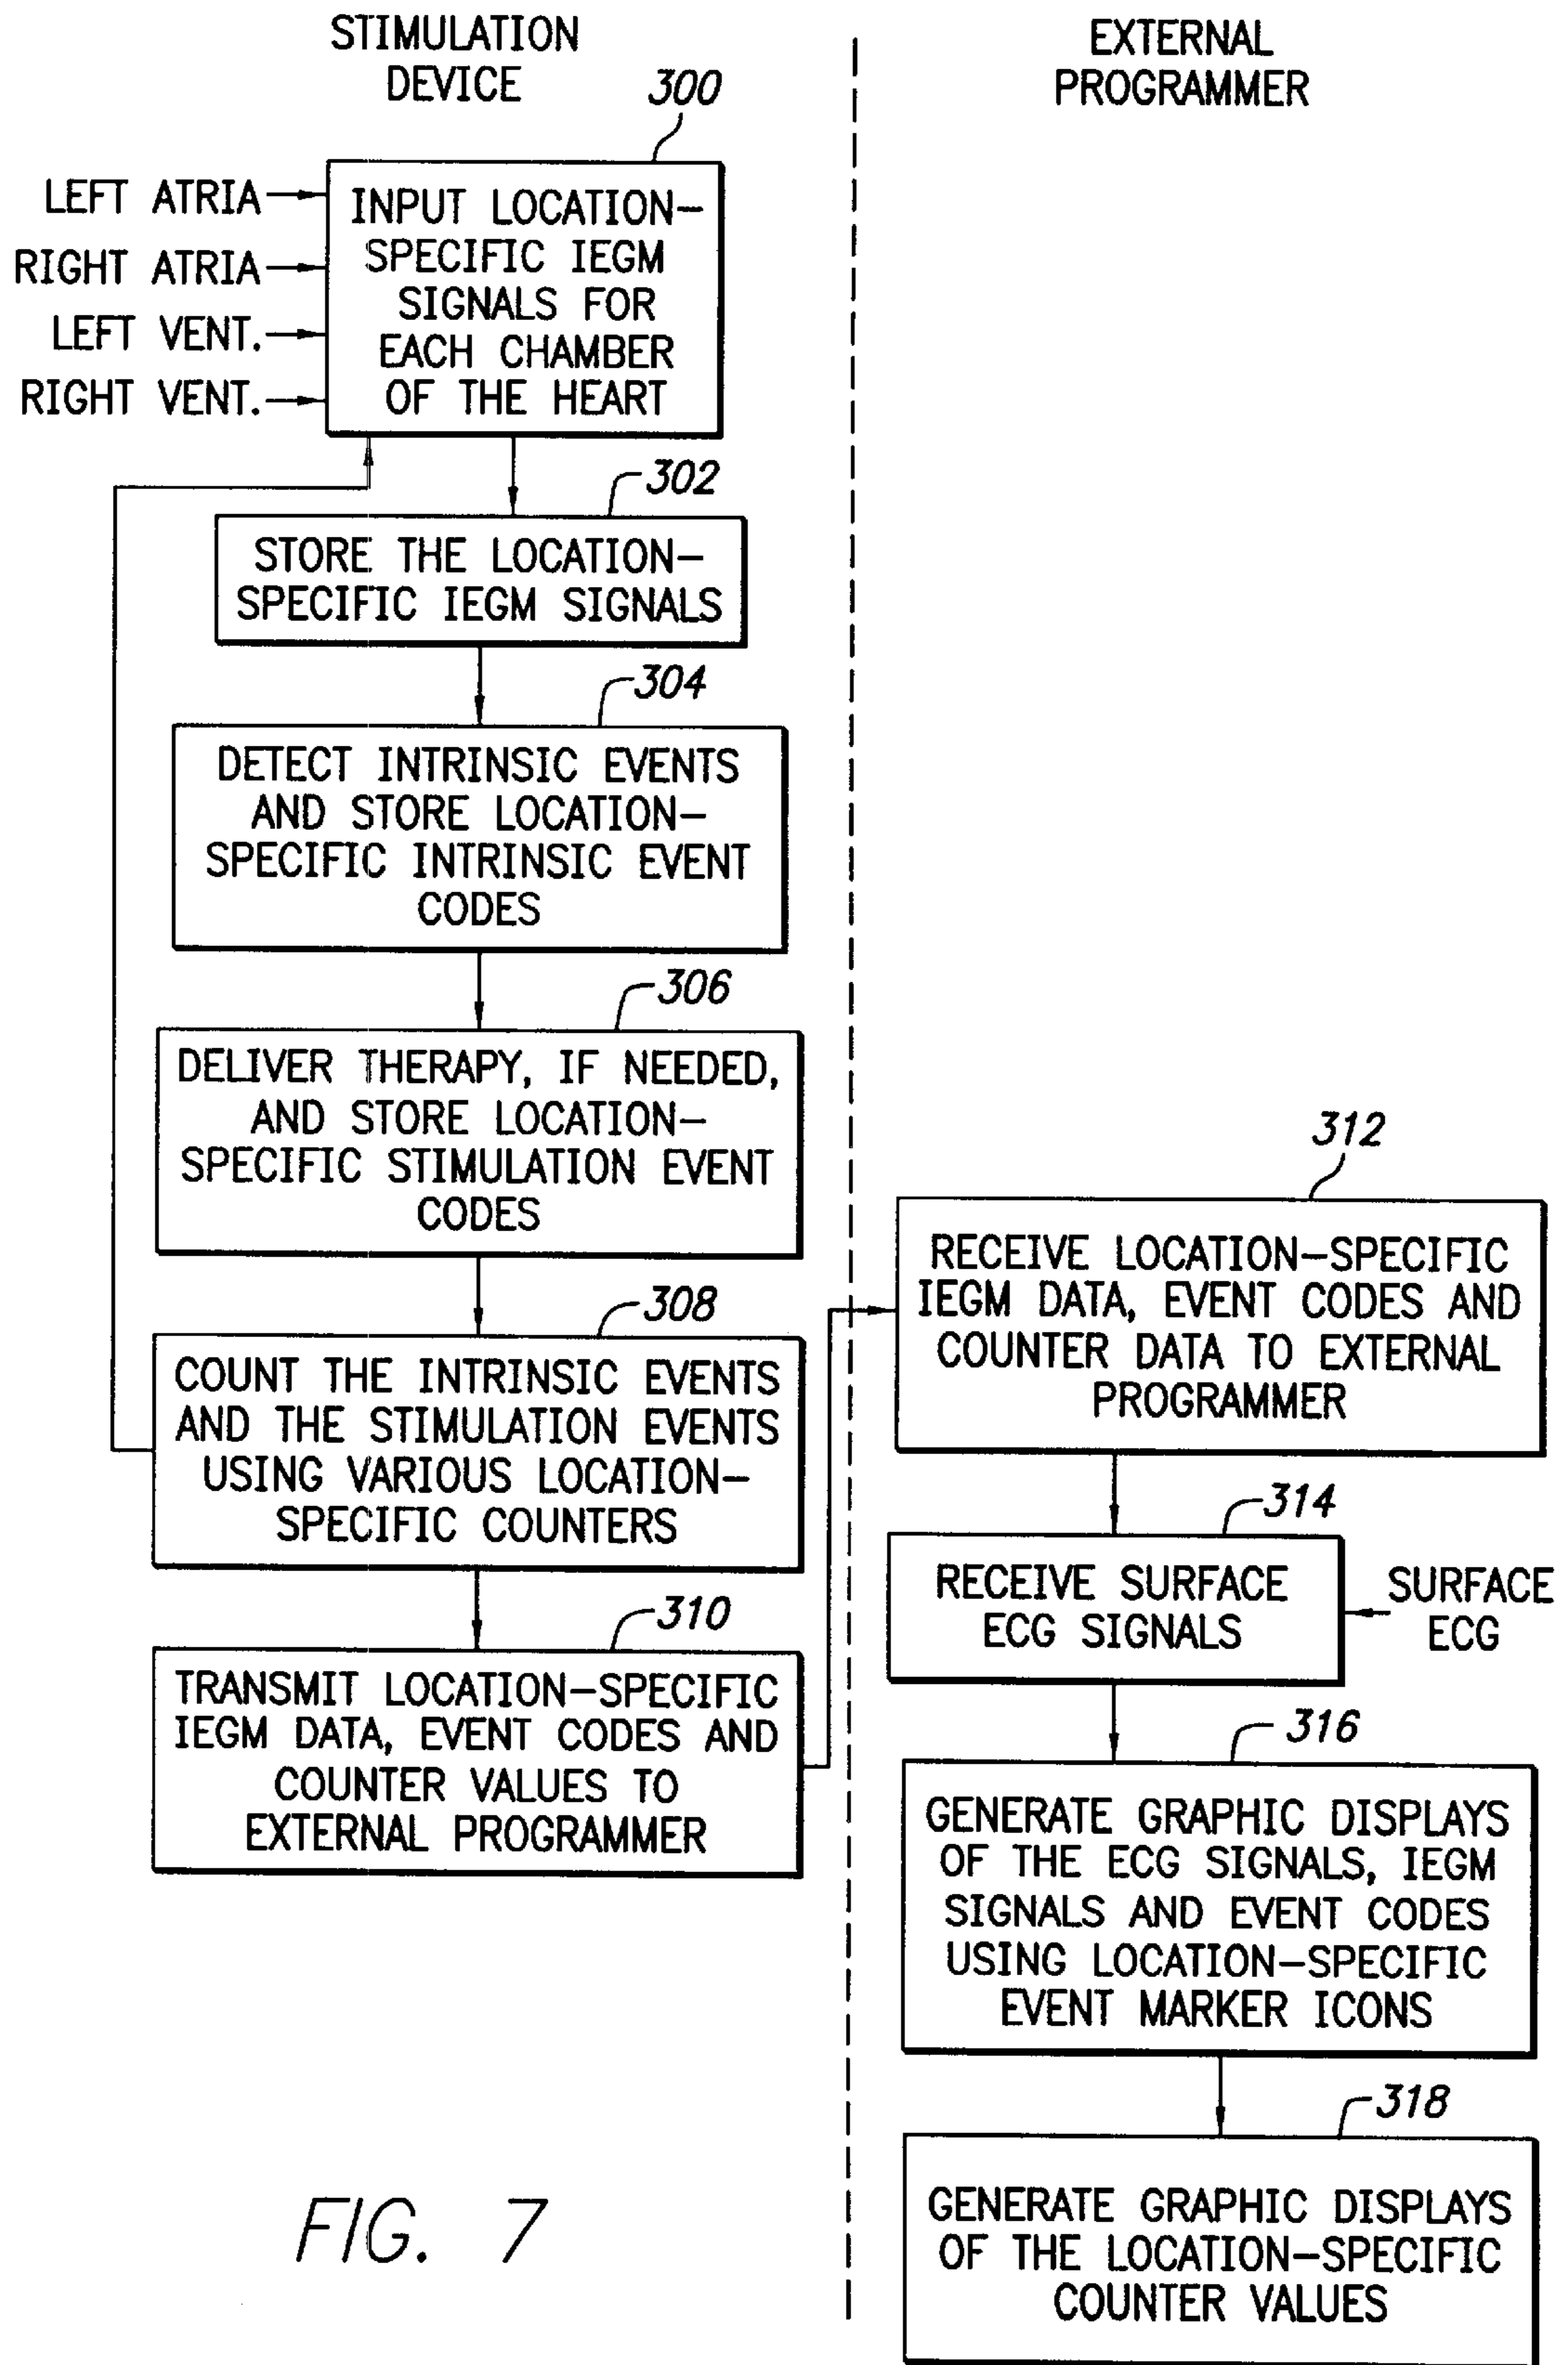 STIMULATION
DEVICE
EXTERNAL
PROGRAMMER
300
LEFT ATRIA
RIGHT ATRIA
LEFT VENT.
RIGHT VENT.
INPUT LOCATION–
SPECIFIC IEGM
SIGNALS FOR
EACH CHAMBER
OF THE HEART
302
STORE THE LOCATION–
SPECIFIC IEGM SIGNALS
304
DETECT INTRINSIC EVENTS
AND STORE LOCATION–
SPECIFIC INTRINSIC EVENT
CODES
306
DELIVER THERAPY, IF NEEDED,
AND STORE LOCATION–
SPECIFIC STIMULATION EVENT
CODES
308
COUNT THE INTRINSIC EVENTS
AND THE STIMULATION EVENTS
USING VARIOUS LOCATION–
SPECIFIC COUNTERS
310
TRANSMIT LOCATION–SPECIFIC
IEGM DATA, EVENT CODES AND
COUNTER VALUES TO
EXTERNAL PROGRAMMER
312
RECEIVE LOCATION–SPECIFIC
IEGM DATA, EVENT CODES AND
COUNTER DATA TO EXTERNAL
PROGRAMMER
314
RECEIVE SURFACE
ECG SIGNALS
SURFACE
ECG
316
GENERATE GRAPHIC DISPLAYS
OF THE ECG SIGNALS, IEGM
SIGNALS AND EVENT CODES
USING LOCATION–SPECIFIC
EVENT MARKER ICONS
318
GENERATE GRAPHIC DISPLAYS
OF THE LOCATION–SPECIFIC
COUNTER VALUES
FIG. 7